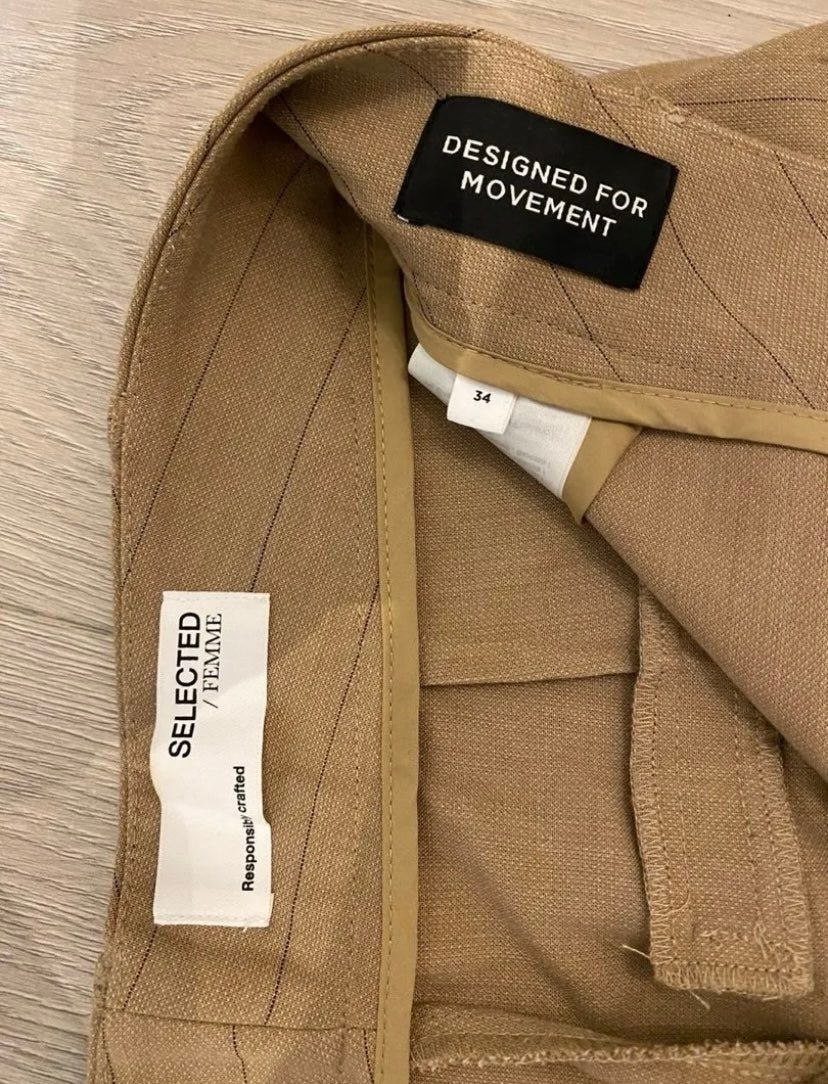 DESIGNED FOR
MOVEMENT
34
SELECTED
/ FEMME
Responsibly crafted